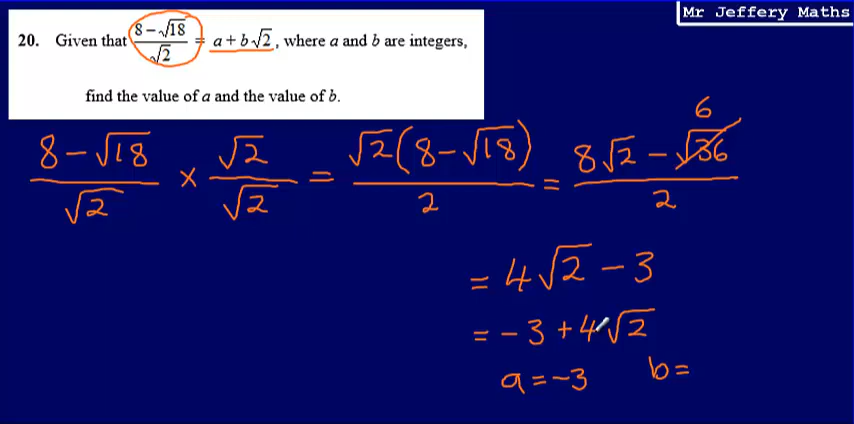 Mr Jeffery Maths
20. Given that (8 − √18)/√2 = a + b√2, where a and b are integers,
find the value of a and the value of b.
(8 − √18)/√2 × √2/√2 = √2(8 − √18)/2 = (8√2 − √36)/2
6
= 4√2 − 3
= −3 + 4√2
a = −3 b =